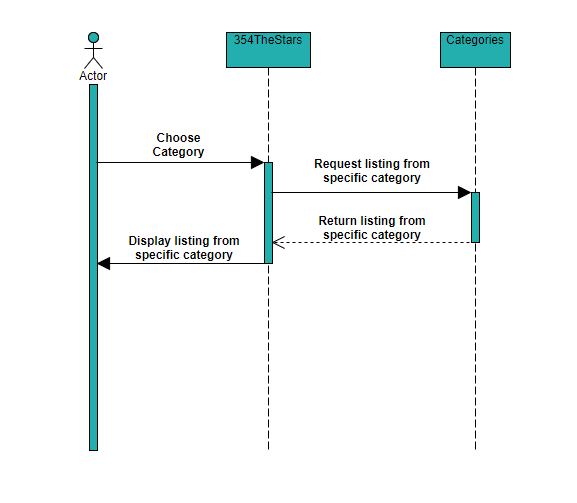 354TheStars
Categories
Actor
Choose
Category
Request listing from
specific category
Return listing from
specific category
Display listing from
specific category